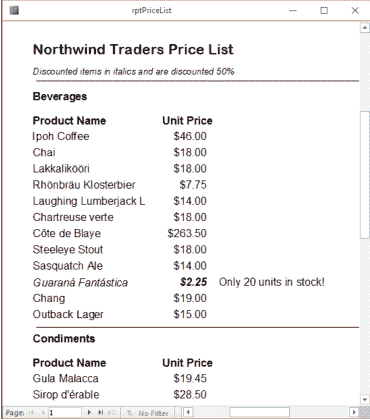 rptPriceList
Northwind Traders Price List
Discounted items in italics and are discounted 50%
Beverages
Product Name Unit Price
Ipoh Coffee $46.00
Chai $18.00
Lakkalikööri $18.00
Rhönbräu Klosterbier $7.75
Laughing Lumberjack L $14.00
Chartreuse verte $18.00
Côte de Blaye $263.50
Steeleye Stout $18.00
Sasquatch Ale $14.00
Guaraná Fantástica $2.25 Only 20 units in stock!
Chang $19.00
Outback Lager $15.00
Condiments
Product Name Unit Price
Gula Malacca $19.45
Sirop d'érable $28.50
Page: 1 No Filter